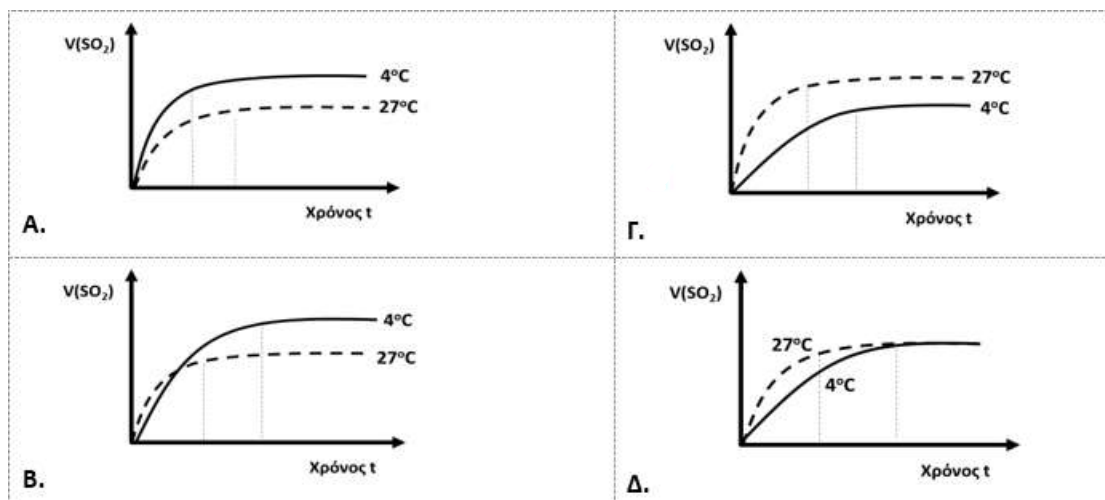 V(SO₂)
4°C
27°C
Χρόνος t
Α.
V(SO₂)
27°C
4°C
Χρόνος t
Γ.
V(SO₂)
4°C
27°C
Χρόνος t
Β.
V(SO₂)
27°C
4°C
Χρόνος t
Δ.